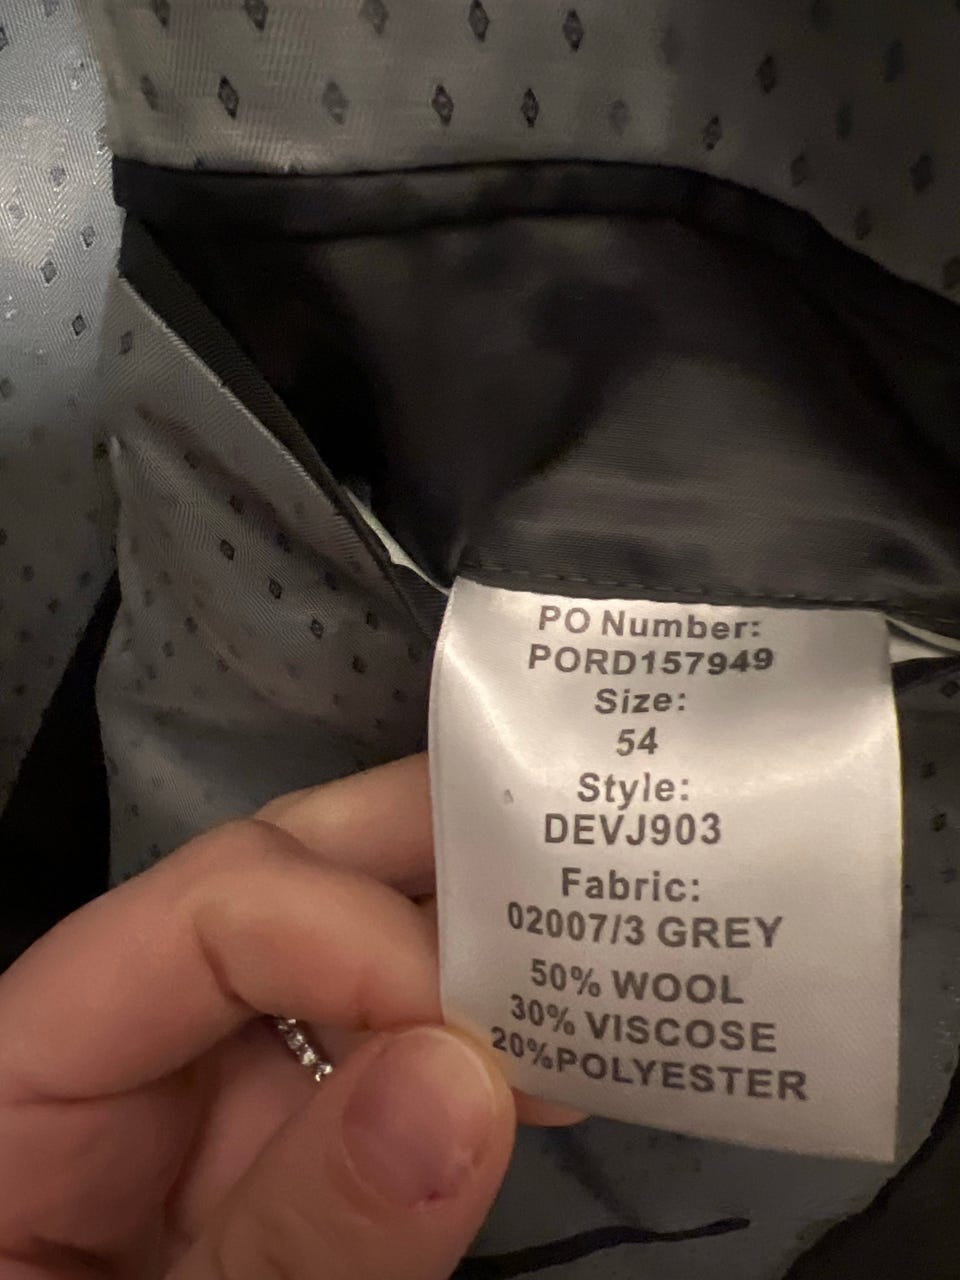 PO Number:
PORD157949
Size:
54
Style:
DEVJ903
Fabric:
02007/3 GREY
50% WOOL
30% VISCOSE
20%POLYESTER